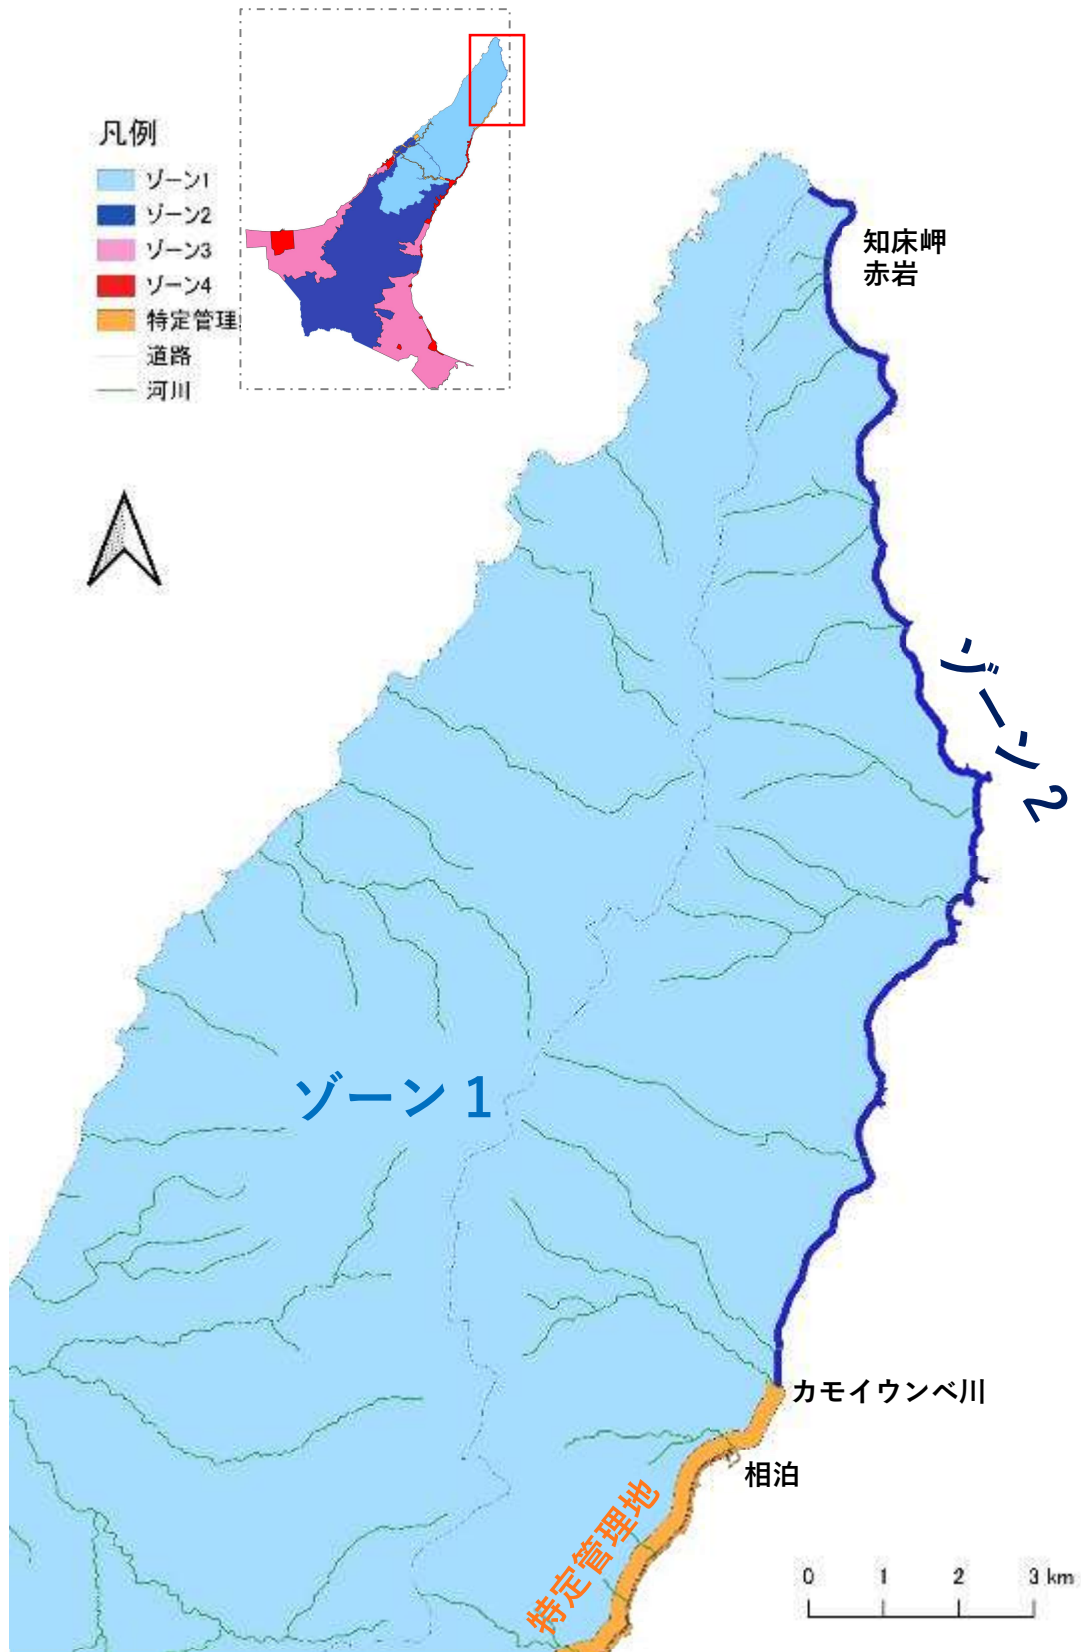 凡例
ゾーン1
ゾーン2
ゾーン3
ゾーン4
特定管理
道路
河川
知床岬
赤岩
ゾーン２
ゾーン１
カモイウンベ川
相泊
特定管理地
0 1 2 3 km